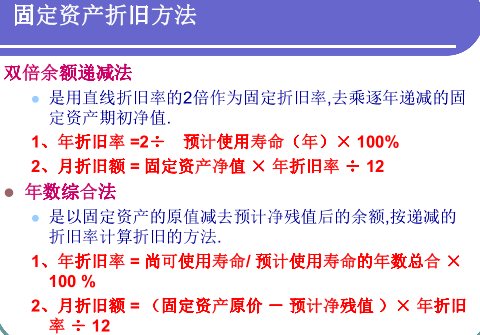 固定资产折旧方法
双倍余额递减法
是用直线折旧率的2倍作为固定折旧率,去乘逐年递减的固
定资产期初净值.
1、年折旧率 =2÷ 预计使用寿命（年）× 100%
2、月折旧额 = 固定资产净值 × 年折旧率 ÷ 12
年数综合法
是以固定资产的原值减去预计净残值后的余额,按递减的
折旧率计算折旧的方法.
1、年折旧率 = 尚可使用寿命/ 预计使用寿命的年数总合 ×
100 %
2、月折旧额 = （固定资产原价 － 预计净残值 ）× 年折旧
率 ÷ 12